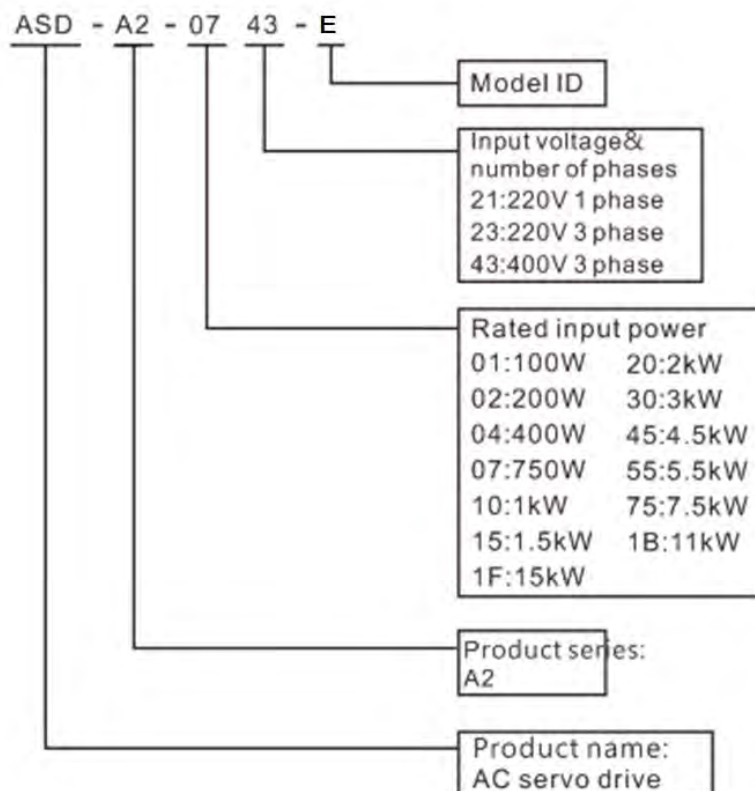 ASD - A2 - 07 43 - E
Model ID
Input voltage&
number of phases
21:220V 1 phase
23:220V 3 phase
43:400V 3 phase
Rated input power
01:100W 20:2kW
02:200W 30:3kW
04:400W 45:4.5kW
07:750W 55:5.5kW
10:1kW 75:7.5kW
15:1.5kW 1B:11kW
1F:15kW
Product series:
A2
Product name:
AC servo drive